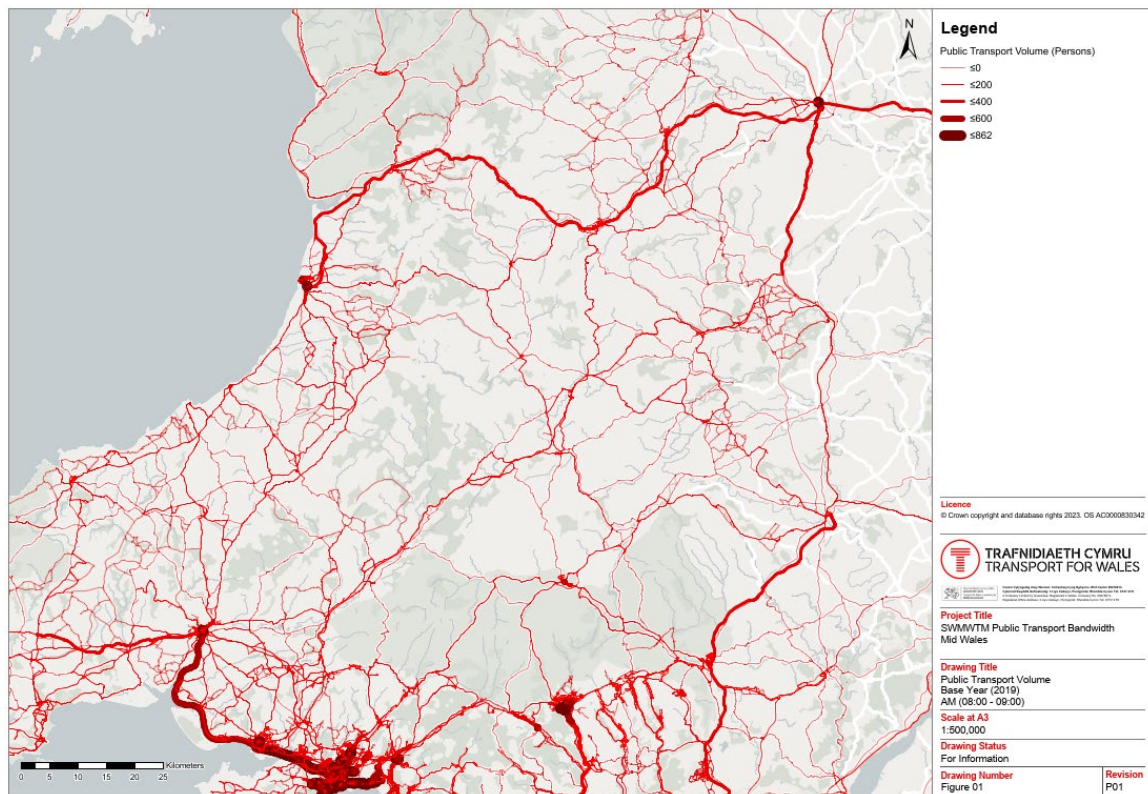 N
Legend
Public Transport Volume (Persons)
≤0
≤200
≤400
≤600
≤862
Licence
© Crown copyright and database rights 2023. OS AC0000830342
TRAFNIDIAETH CYMRU
TRANSPORT FOR WALES
Project Title
SWMWTM Public Transport Bandwidth
Mid Wales
Drawing Title
Public Transport Volume
Base Year (2019)
AM (08:00 - 09:00)
Scale at A3
1:500,000
Drawing Status
For Information
Drawing Number
Figure 01
Revision
P01
Kilometers
0 5 10 15 20 25